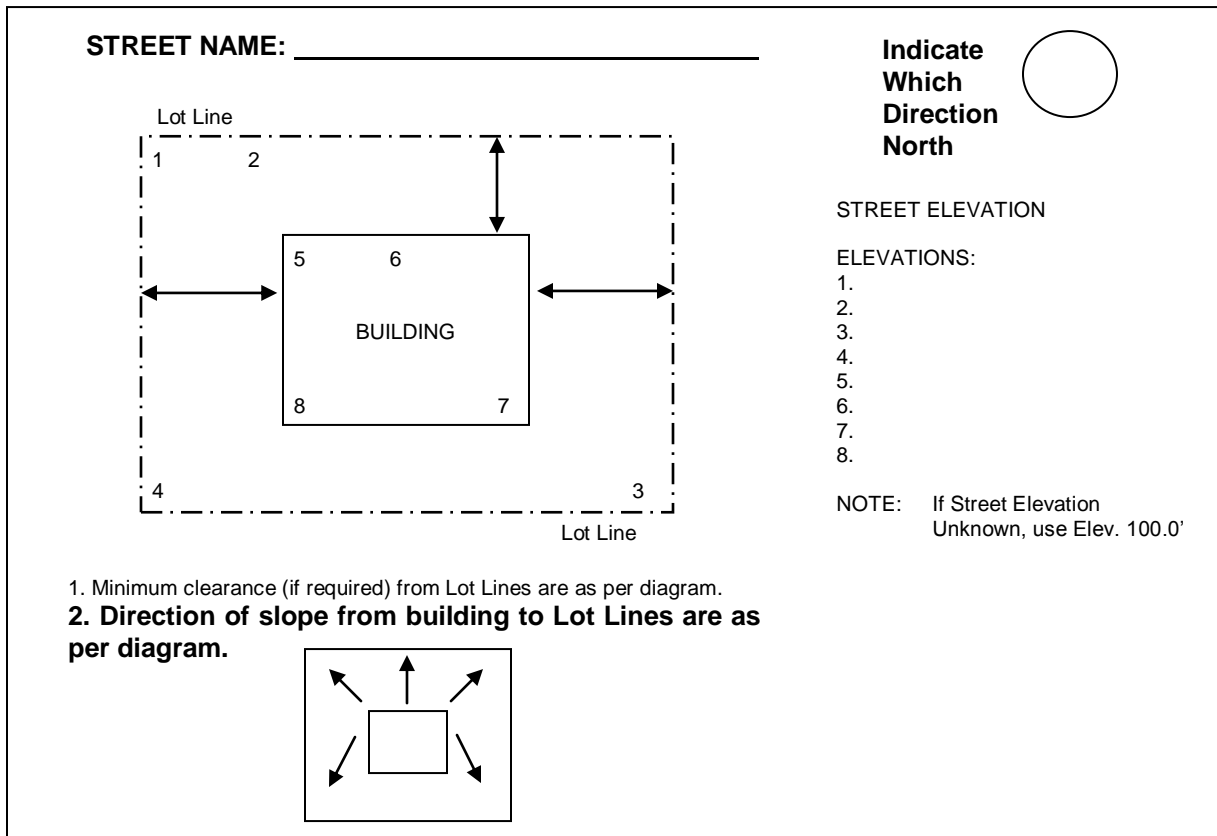 STREET NAME:
Indicate
Which
Direction
North
Lot Line
1 2
5 6
BUILDING
8 7
4 3
Lot Line
STREET ELEVATION
ELEVATIONS:
1.
2.
3.
4.
5.
6.
7.
8.
NOTE: If Street Elevation
Unknown, use Elev. 100.0’
1. Minimum clearance (if required) from Lot Lines are as per diagram.
2. Direction of slope from building to Lot Lines are as
per diagram.